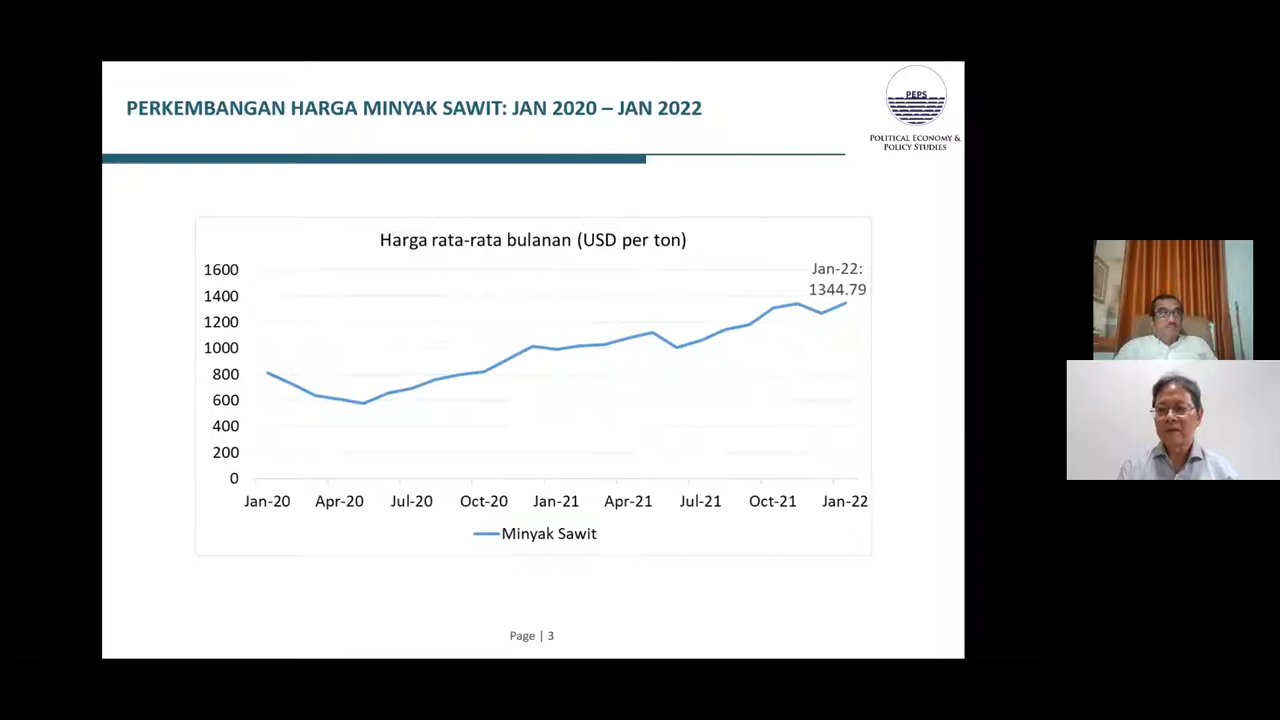 PERKEMBANGAN HARGA MINYAK SAWIT: JAN 2020 – JAN 2022
PEPS
POLITICAL ECONOMY &
POLICY STUDIES
Harga rata-rata bulanan (USD per ton)
Jan-22:
1344.79
1600
1400
1200
1000
800
600
400
200
0
Jan-20 Apr-20 Jul-20 Oct-20 Jan-21 Apr-21 Jul-21 Oct-21 Jan-22
Minyak Sawit
Page | 3